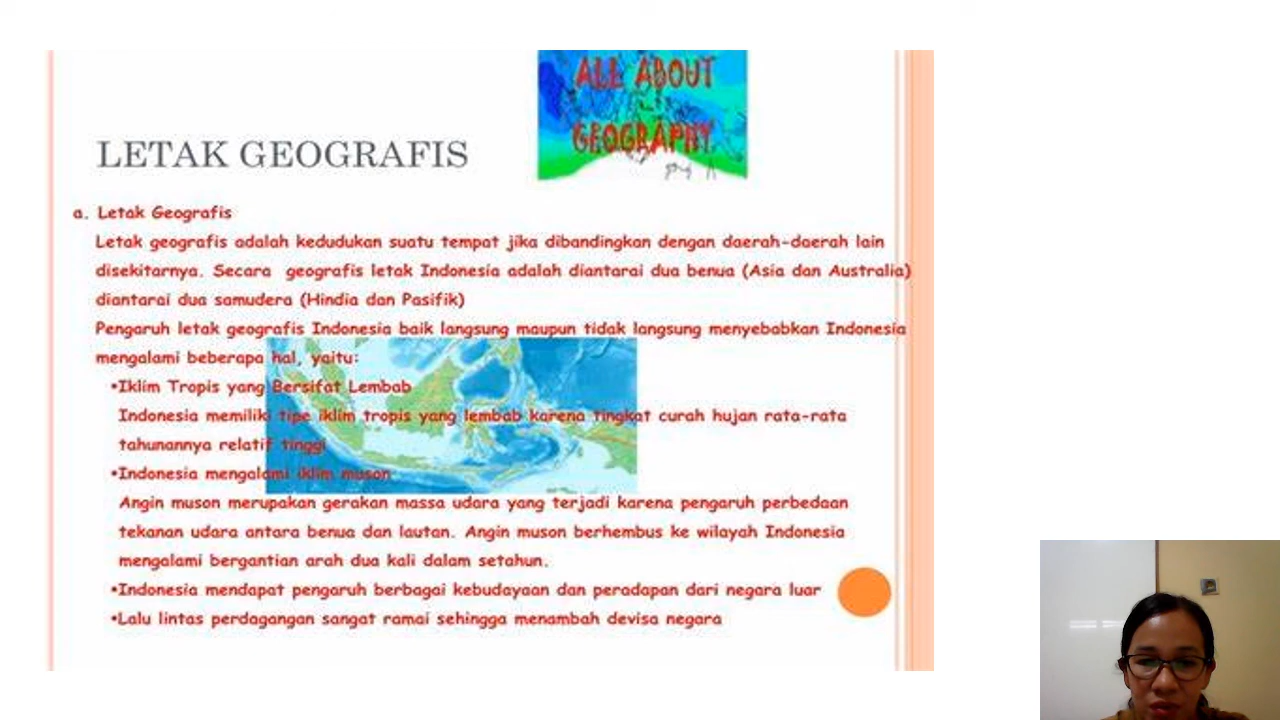 ALL ABOUT
GEOGRAPHY
LETAK GEOGRAFIS
a. Letak Geografis
Letak geografis adalah kedudukan suatu tempat jika dibandingkan dengan daerah-daerah lain
disekitarnya. Secara geografis letak Indonesia adalah diantarai dua benua (Asia dan Australia)
diantarai dua samudera (Hindia dan Pasifik)
Pengaruh letak geografis Indonesia baik langsung maupun tidak langsung menyebabkan Indonesia
mengalami beberapa hal, yaitu:
•Iklim Tropis yang Bersifat Lembab
Indonesia memiliki tipe iklim tropis yang lembab karena tingkat curah hujan rata-rata
tahunannya relatif tinggi
•Indonesia mengalami iklim muson
Angin muson merupakan gerakan massa udara yang terjadi karena pengaruh perbedaan
tekanan udara antara benua dan lautan. Angin muson berhembus ke wilayah Indonesia
mengalami bergantian arah dua kali dalam setahun.
•Indonesia mendapat pengaruh berbagai kebudayaan dan peradapan dari negara luar
•Lalu lintas perdagangan sangat ramai sehingga menambah devisa negara